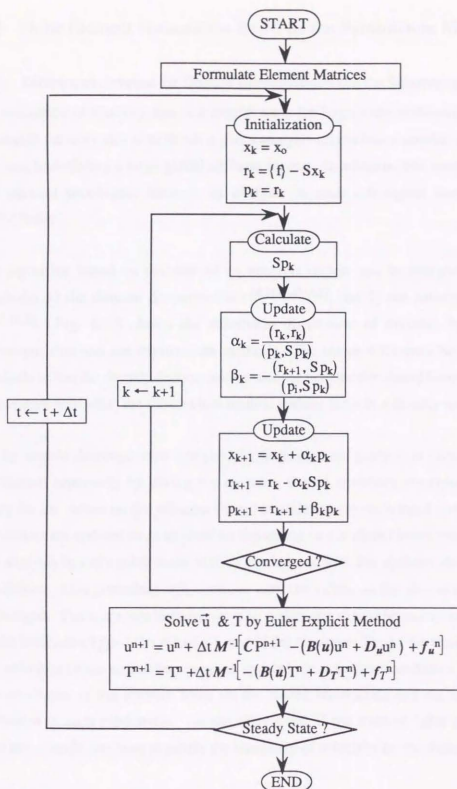 START
Formulate Element Matrices
Initialization
x_k = x_o
r_k = {f} – Sx_k
p_k = r_k
Calculate
Sp_k
Update
α_k = (r_k, r_k) / (p_k, Sp_k)
β_k = – (r_{k+1}, Sp_k) / (p_i, Sp_k)
k ← k+1
t ← t + Δt
Update
x_{k+1} = x_k + α_k p_k
r_{k+1} = r_k - α_k Sp_k
p_{k+1} = r_{k+1} + β_k p_k
Converged ?
Solve u⃗ & T by Euler Explicit Method
u^{n+1} = u^n + Δt M^{-1}[CP^{n+1} – (B(u)u^n + D_u u^n) + f_u^n]
T^{n+1} = T^n +Δt M^{-1}[– (B(u)T^n + D_T T^n) + f_T^n]
Steady State ?
END